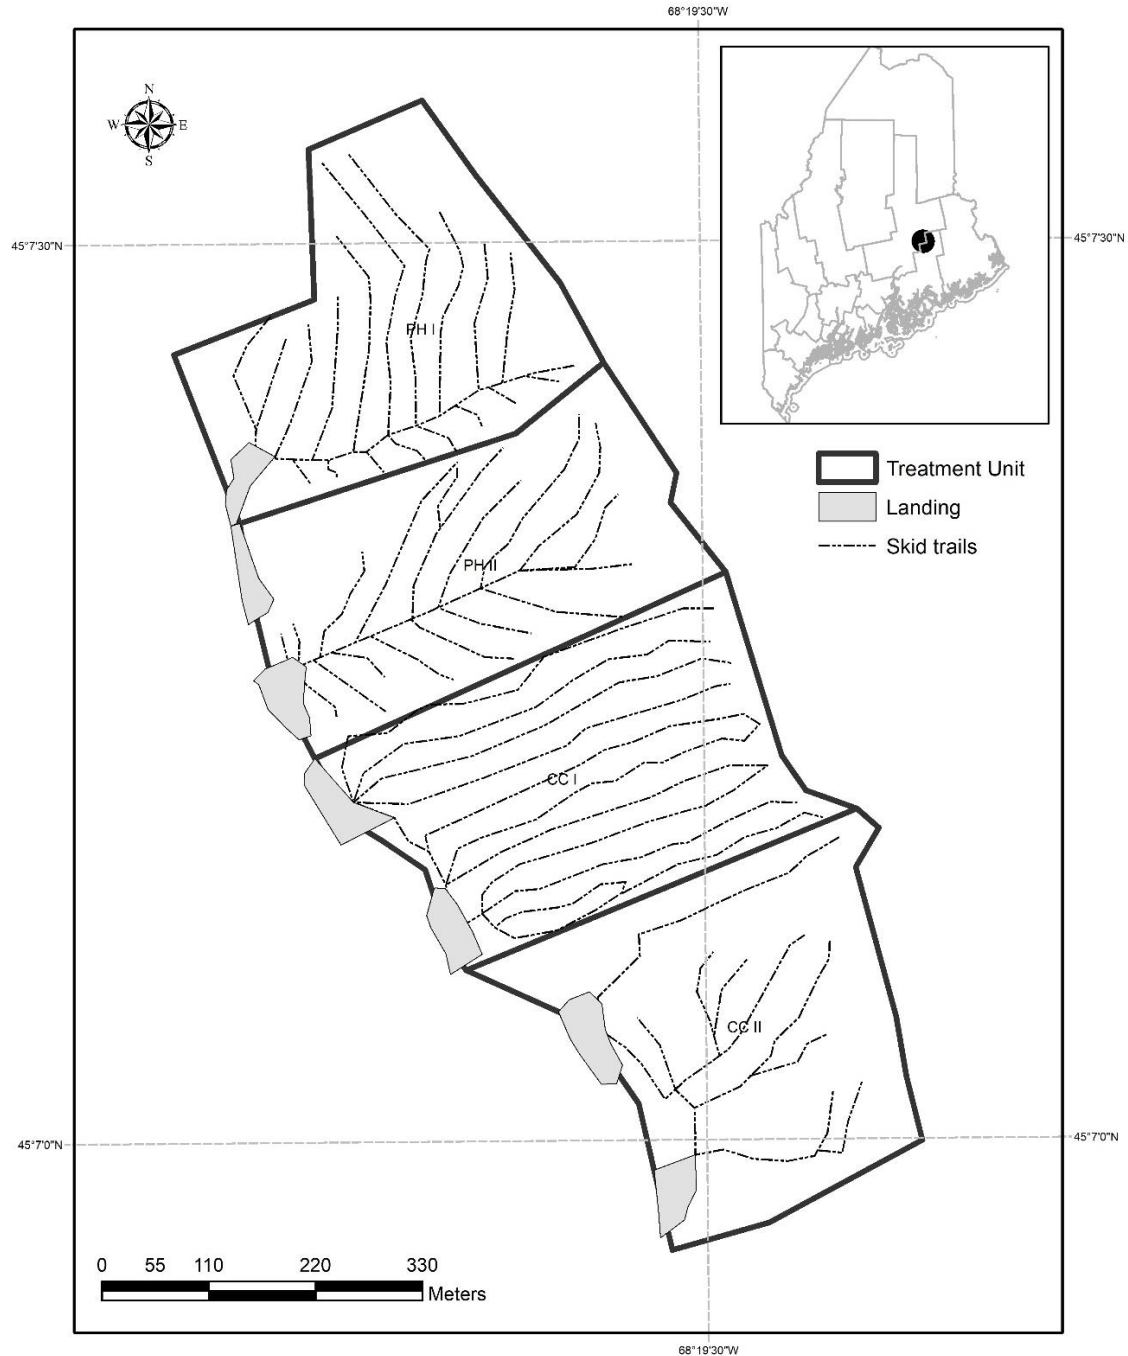 68°19'30"W
N
W E
S
45°7'30"N
45°7'30"N
PH I
Treatment Unit
Landing
Skid trails
PH II
CC I
CC II
45°7'0"N
45°7'0"N
0 55 110 220 330
Meters
68°19'30"W